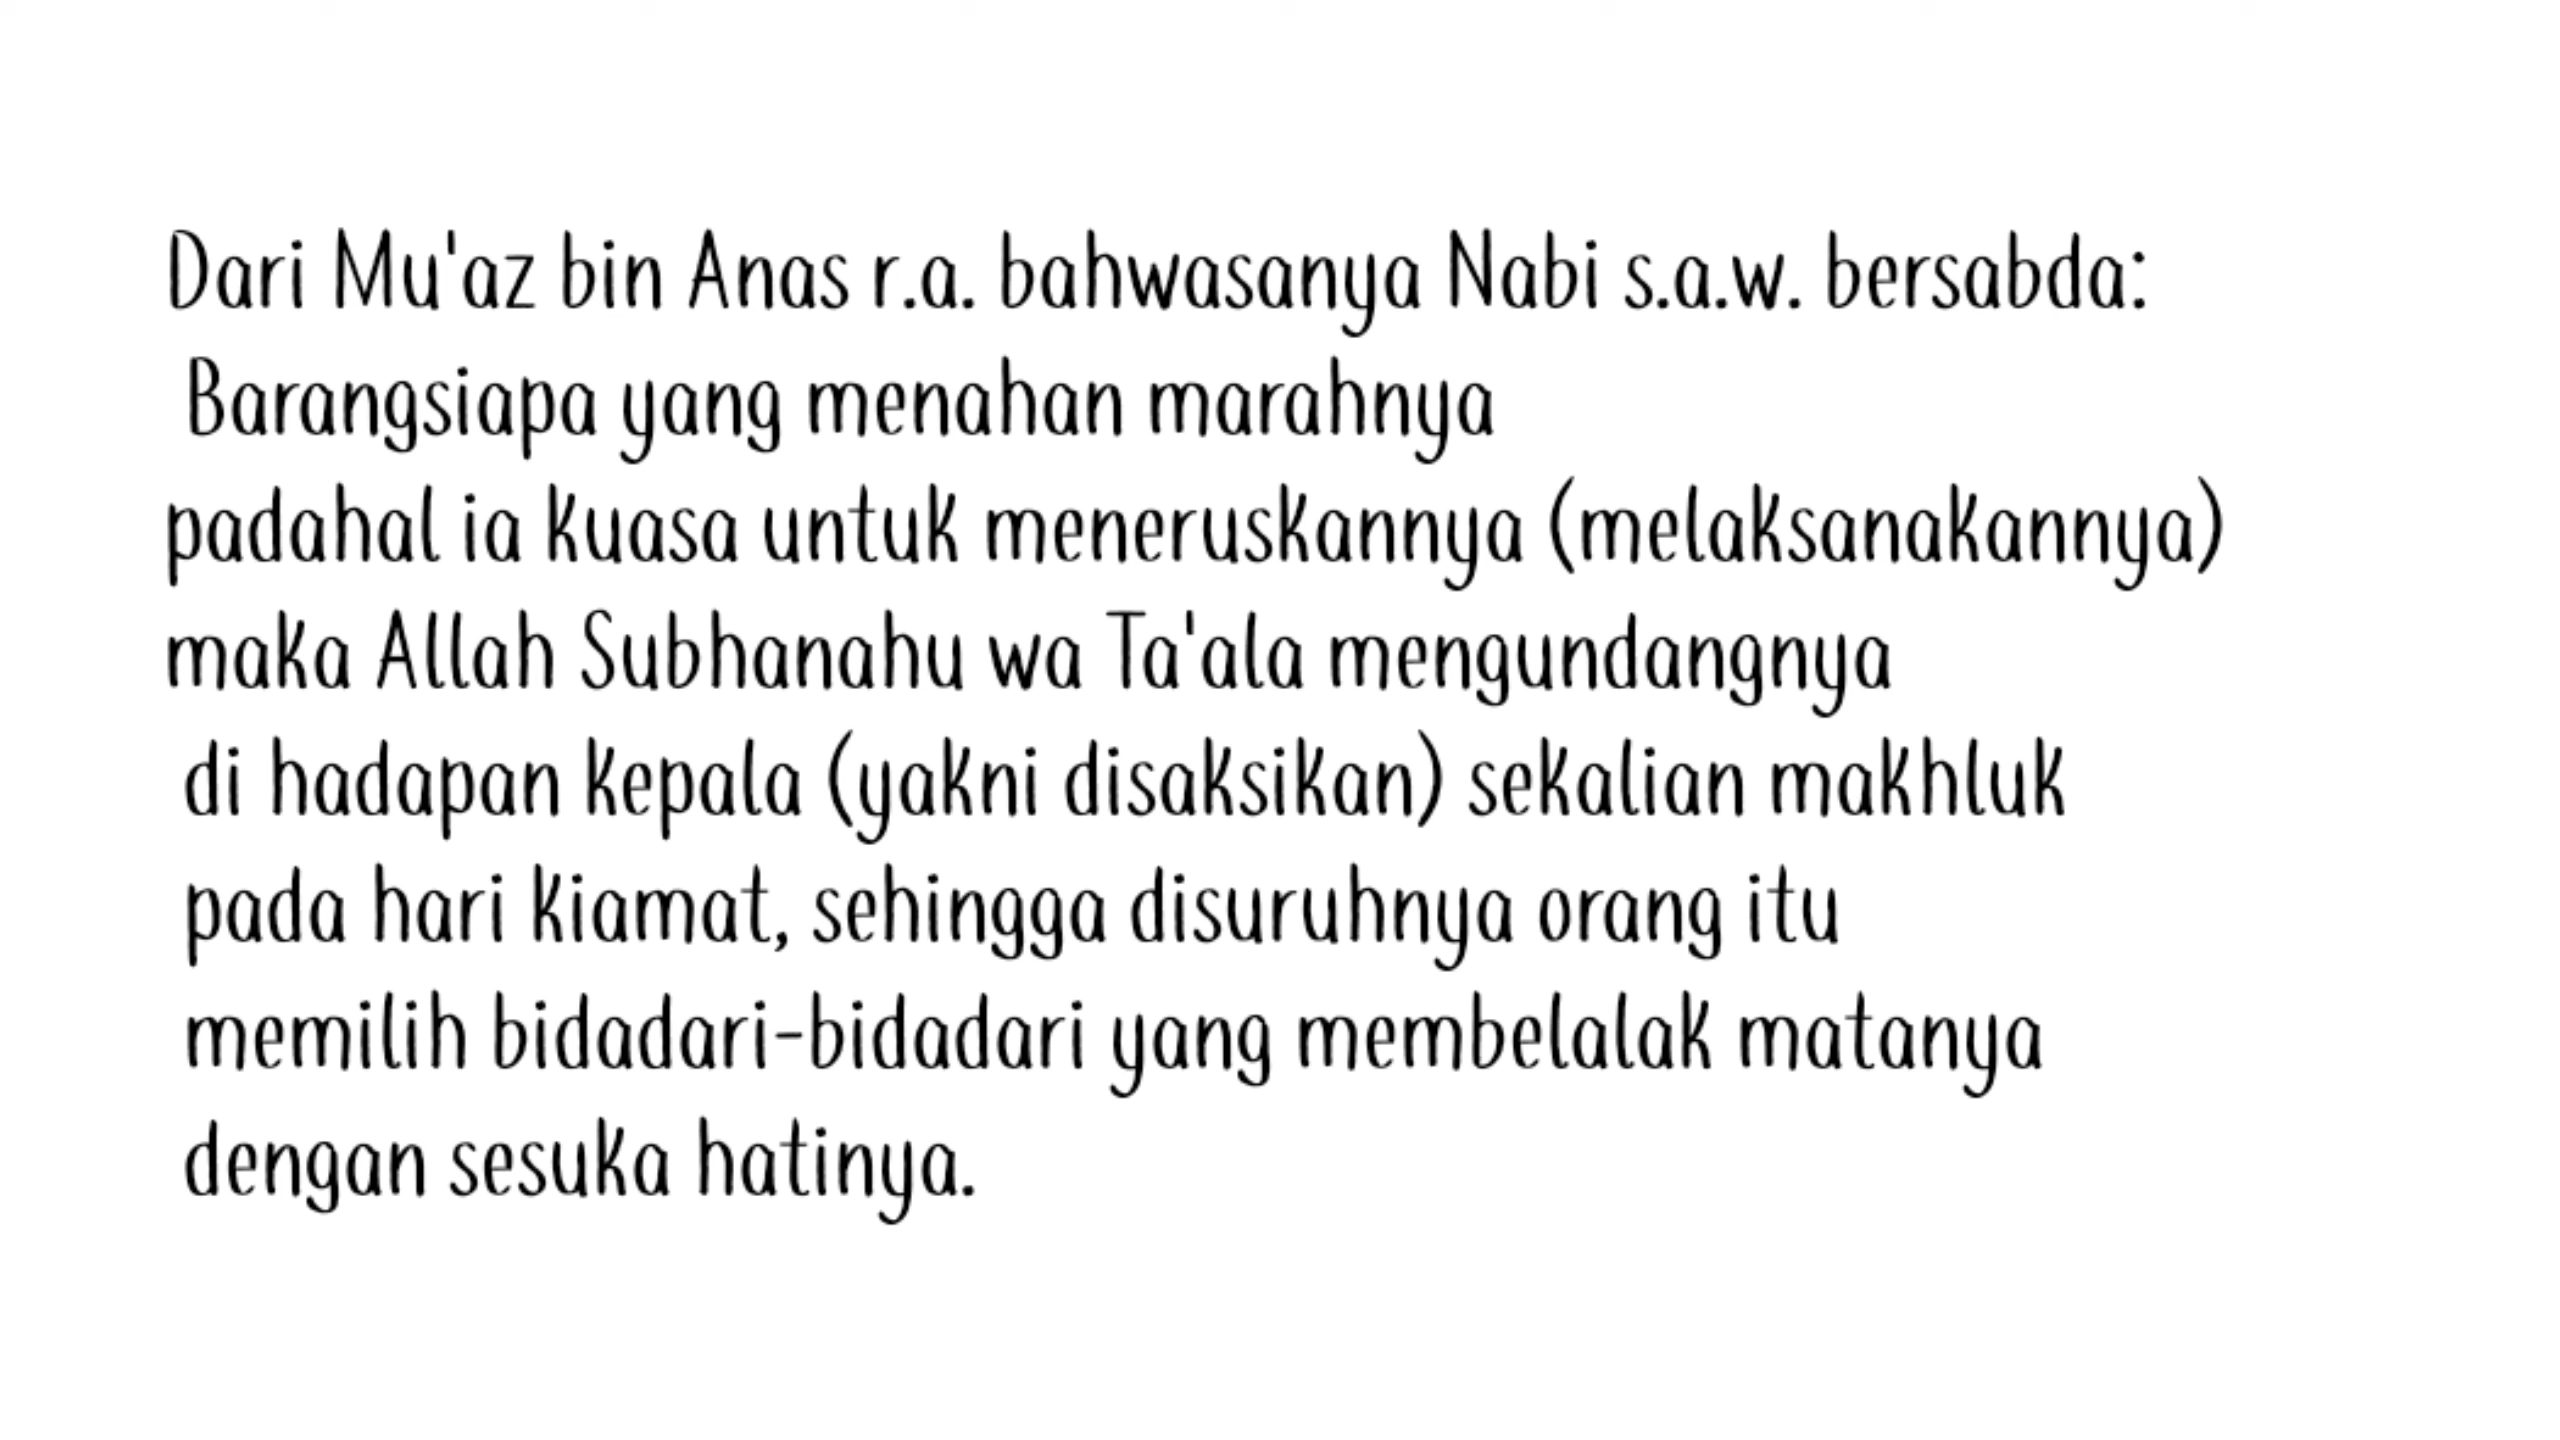 Dari Mu'az bin Anas r.a. bahwasanya Nabi s.a.w. bersabda:
Barangsiapa yang menahan marahnya
padahal ia kuasa untuk meneruskannya (melaksanakannya)
maka Allah Subhanahu wa Ta'ala mengundangnya
di hadapan kepala (yakni disaksikan) sekalian makhluk
pada hari kiamat, sehingga disuruhnya orang itu
memilih bidadari-bidadari yang membelalak matanya
dengan sesuka hatinya.